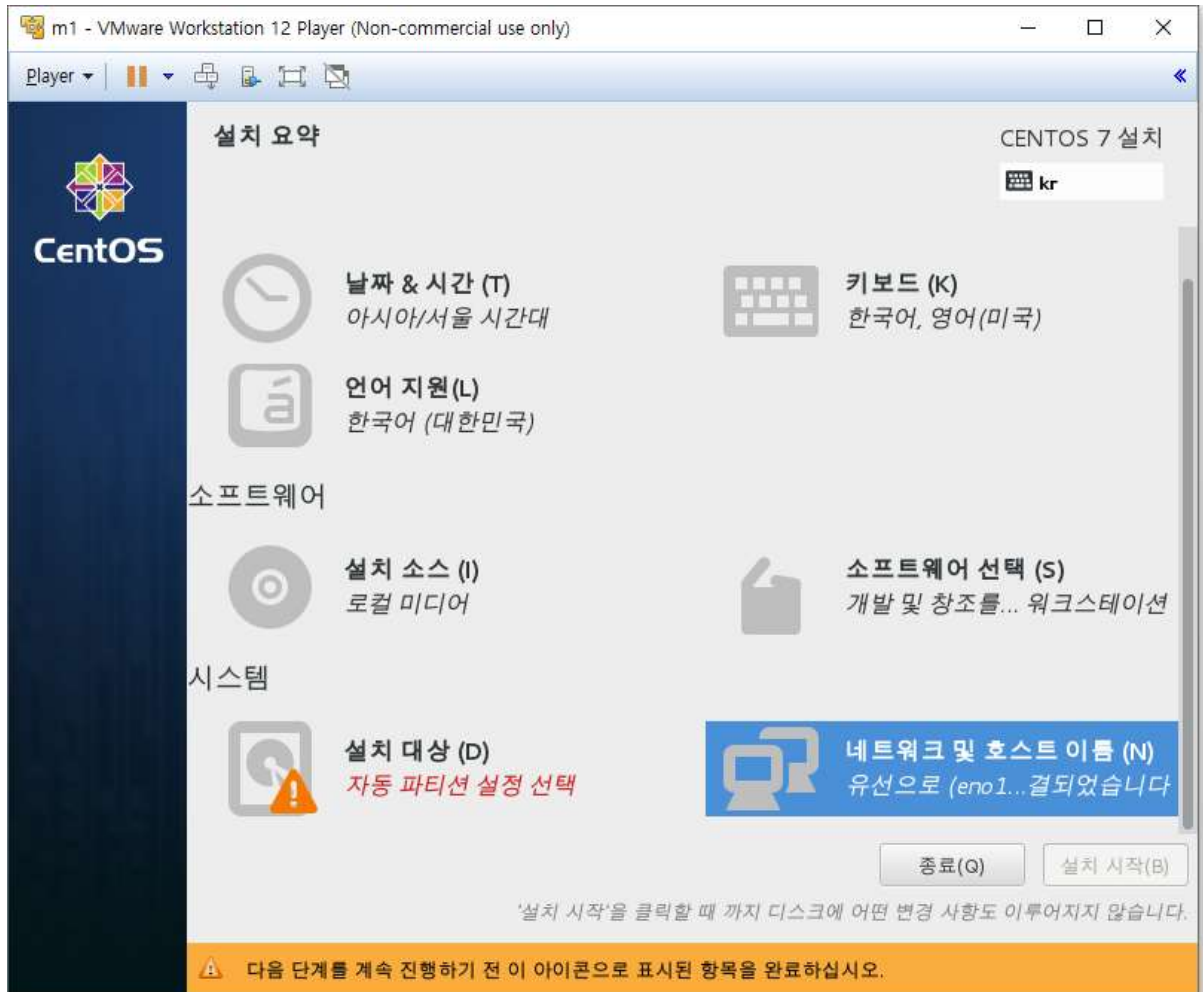 m1 - VMware Workstation 12 Player (Non-commercial use only)
Player
설치 요약
CENTOS 7 설치
kr
CentOS
날짜 & 시간 (T)
아시아/서울 시간대
키보드 (K)
한국어, 영어(미국)
언어 지원(L)
한국어 (대한민국)
소프트웨어
설치 소스 (I)
로컬 미디어
소프트웨어 선택 (S)
개발 및 창조를... 워크스테이션
시스템
설치 대상 (D)
자동 파티션 설정 선택
네트워크 및 호스트 이름 (N)
유선으로 (eno1...결되었습니다
종료(Q)
설치 시작(B)
'설치 시작'을 클릭할 때 까지 디스크에 어떤 변경 사항도 이루어지지 않습니다.
다음 단계를 계속 진행하기 전 이 아이콘으로 표시된 항목을 완료하십시오.